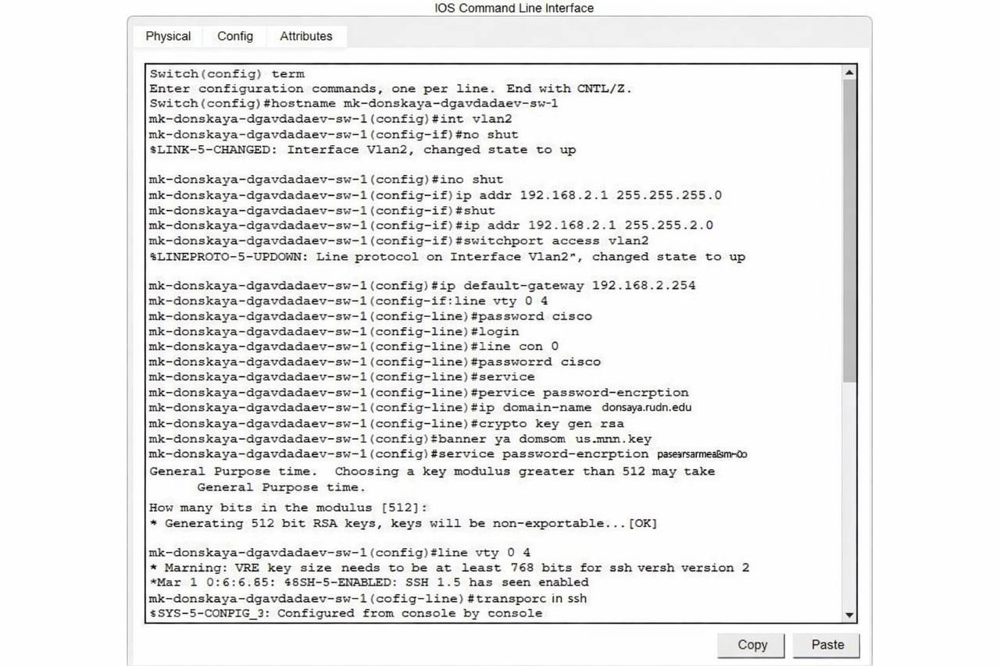 IOS Command Line Interface
Physical Config Attributes
Switch(config) term
Enter configuration commands, one per line. End with CNTL/Z.
Switch(config)#hostname mk-donskaya-dgavdadaev-sw-1
mk-donskaya-dgavdadaev-sw-1(config)#int vlan2
mk-donskaya-dgavdadaev-sw-1(config-if)#no shut
%LINK-5-CHANGED: Interface Vlan2, changed state to up
mk-donskaya-dgavdadaev-sw-1(config)#ino shut
mk-donskaya-dgavdadaev-sw-1(config-if)ip addr 192.168.2.1 255.255.255.0
mk-donskaya-dgavdadaev-sw-1(config-if)#shut
mk-donskaya-dgavdadaev-sw-1(config-if)#ip addr 192.168.2.1 255.255.2.0
mk-donskaya-dgavdadaev-sw-1(config-if)#switchport access vlan2
%LINEPROTO-5-UPDOWN: Line protocol on Interface Vlan2", changed state to up
mk-donskaya-dgavdadaev-sw-1(config)#ip default-gateway 192.168.2.254
mk-donskaya-dgavdadaev-sw-1(config-if:line vty 0 4
mk-donskaya-dgavdadaev-sw-1(config-line)#password cisco
mk-donskaya-dgavdadaev-sw-1(config-line)#login
mk-donskaya-dgavdadaev-sw-1(config-line)#line con 0
mk-donskaya-dgavdadaev-sw-1(config-line)#passworrd cisco
mk-donskaya-dgavdadaev-sw-1(config-line)#service
mk-donskaya-dgavdadaev-sw-1(config-line)#pervice password-encrption
mk-donskaya-dgavdadaev-sw-1(config-line)#ip domain-name donsaya.rudn.edu
mk-donskaya-dgavdadaev-sw-1(config-line)#crypto key gen rsa
mk-donskaya-dgavdadaev-sw-1(config)#banner ya domsom us.mnn.key
mk-donskaya-dgavdadaev-sw-1(config)#service password-encrption
General Purpose time. Choosing a key modulus greater than 512 may take
General Purpose time.
How many bits in the modulus [512]:
* Generating 512 bit RSA keys, keys will be non-exportable...[OK]
mk-donskaya-dgavdadaev-sw-1(config)#line vty 0 4
* Marning: VRE key size needs to be at least 768 bits for ssh versh version 2
*Mar 1 0:6:6.65: %6SH-5-ENABLED: SSH 1.5 has seen enabled
mk-donskaya-dgavdadaev-sw-1(cofig-line)#transporc in ssh
$SYS-5-CONPIG_3: Configured from console by console
Copy Paste